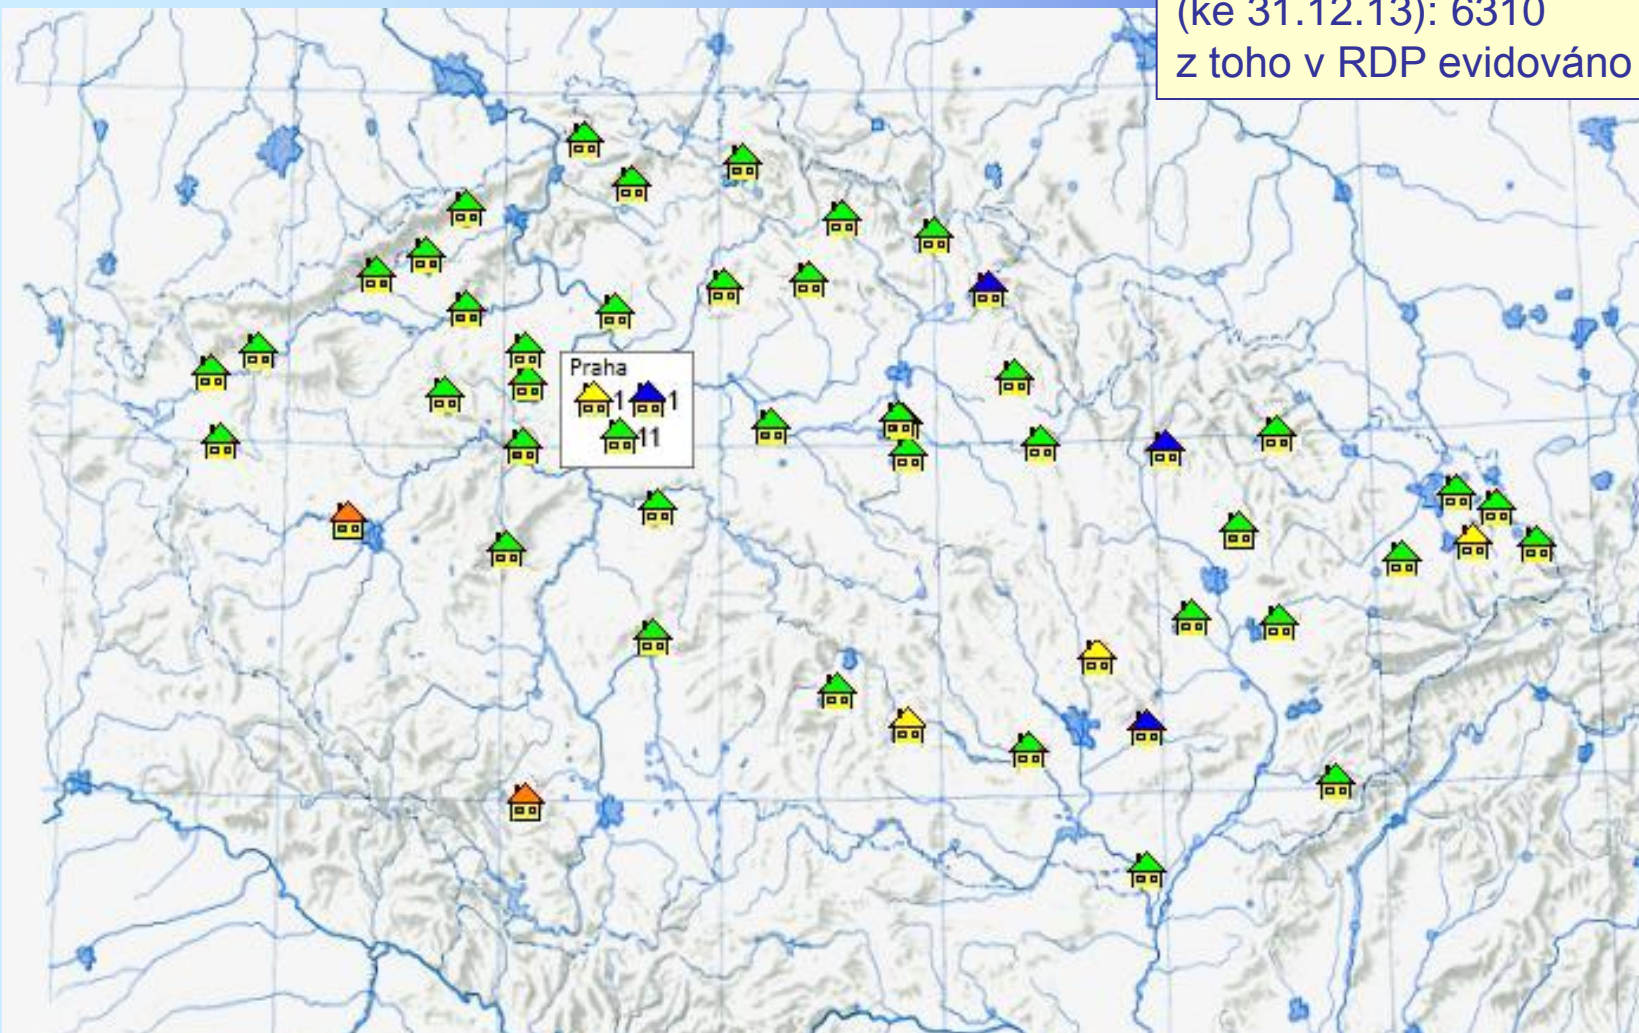 (ke 31.12.13): 6310
z toho v RDP evidováno
Praha
1 1
11